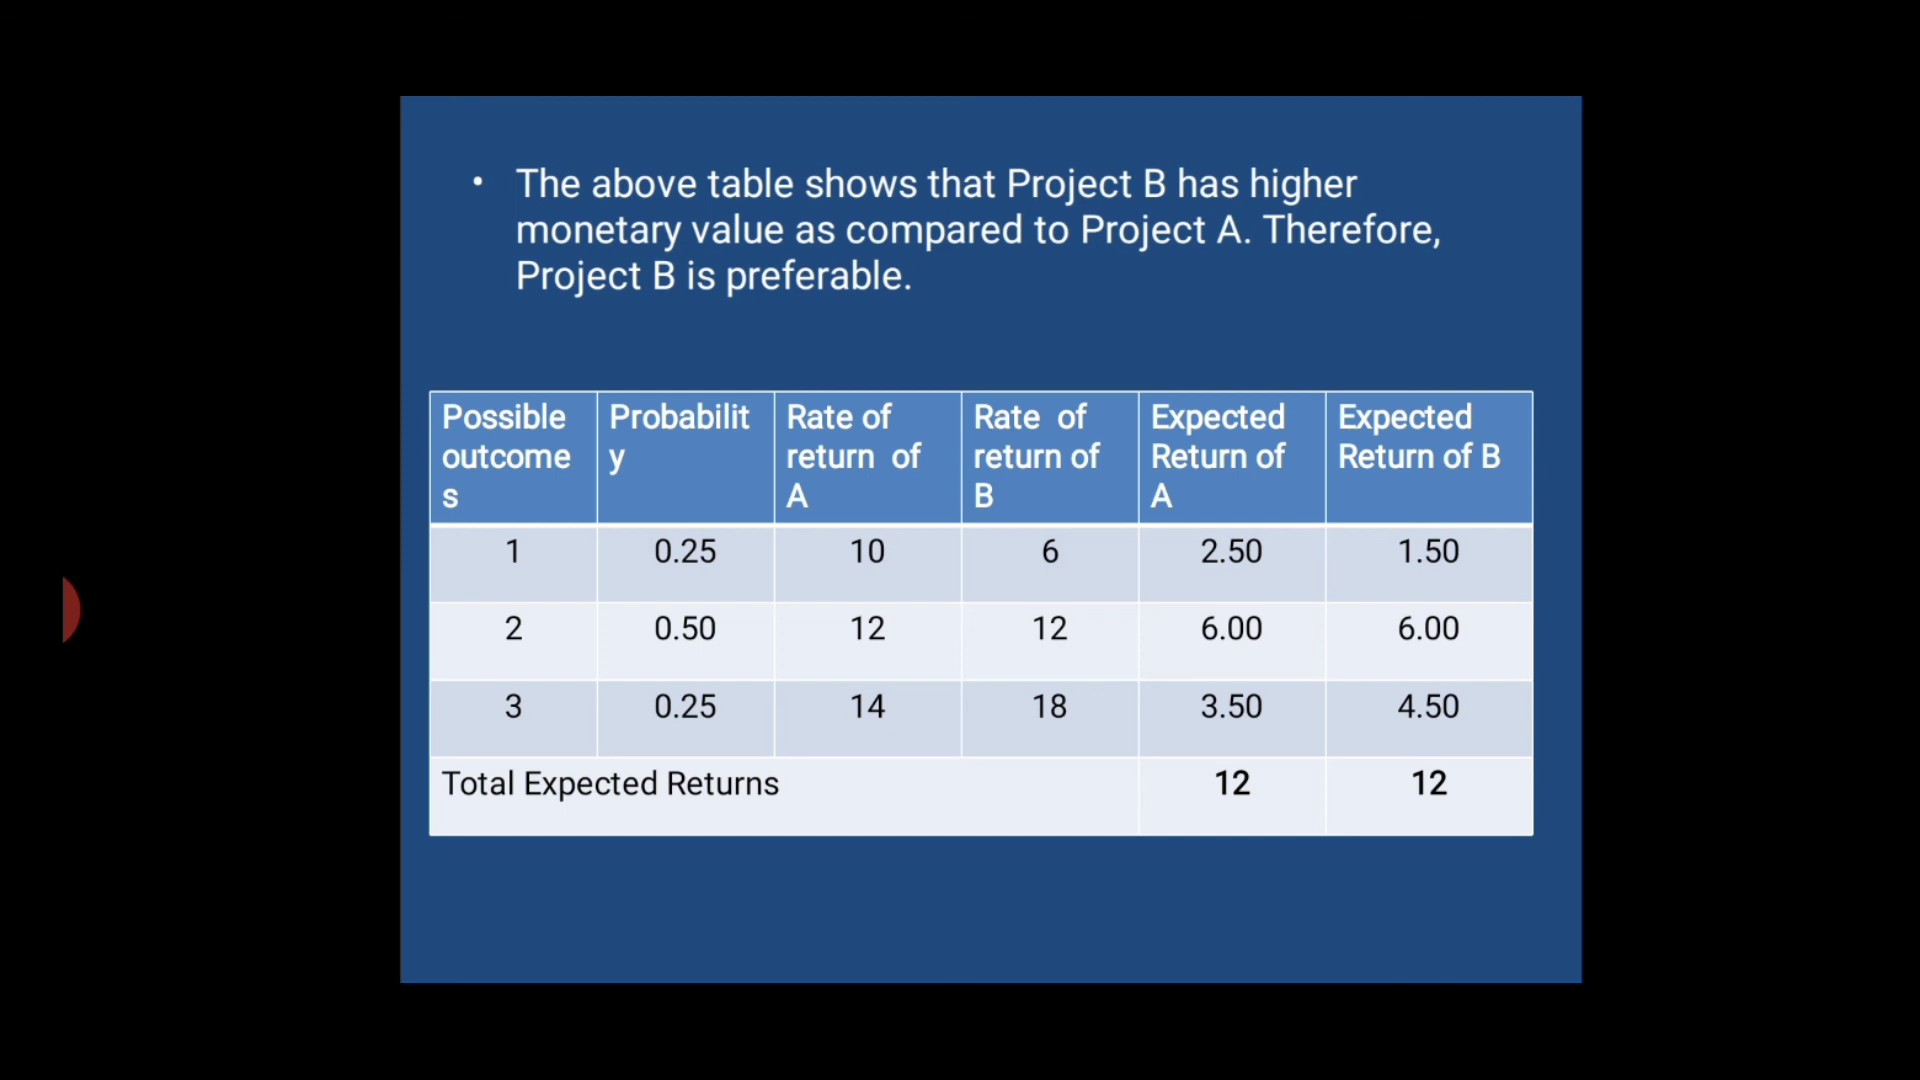 • The above table shows that Project B has higher
monetary value as compared to Project A. Therefore,
Project B is preferable.
Possible
outcome
s
Probabilit
y
Rate of
return of
A
Rate of
return of
B
Expected
Return of
A
Expected
Return of B
1 0.25 10 6 2.50 1.50
2 0.50 12 12 6.00 6.00
3 0.25 14 18 3.50 4.50
Total Expected Returns 12 12